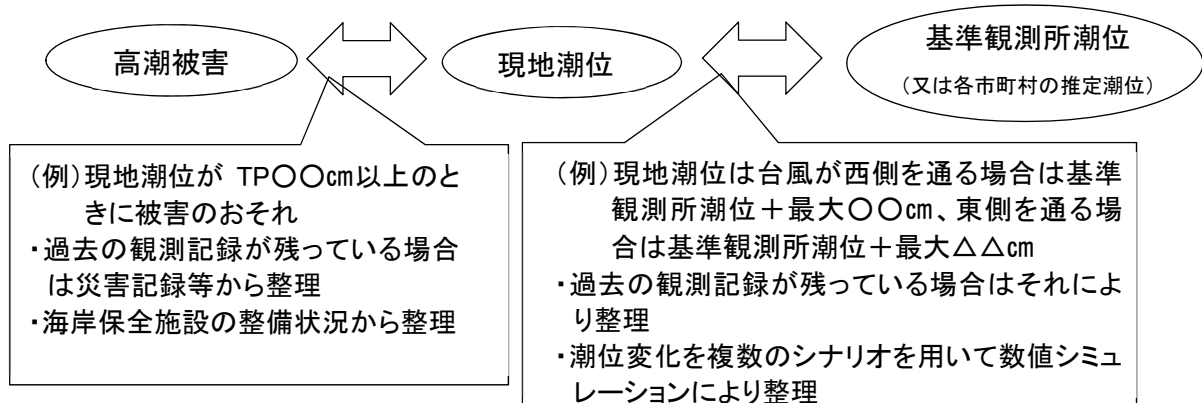 高潮被害
現地潮位
基準観測所潮位
(又は各市町村の推定潮位)
(例)現地潮位が TP〇〇cm以上のと
きに被害のおそれ
・過去の観測記録が残っている場合
は災害記録等から整理
・海岸保全施設の整備状況から整理
(例)現地潮位は台風が西側を通る場合は基準
観測所潮位＋最大〇〇cm、東側を通る場
合は基準観測所潮位＋最大△△cm
・過去の観測記録が残っている場合はそれによ
り整理
・潮位変化を複数のシナリオを用いて数値シミュ
レーションにより整理